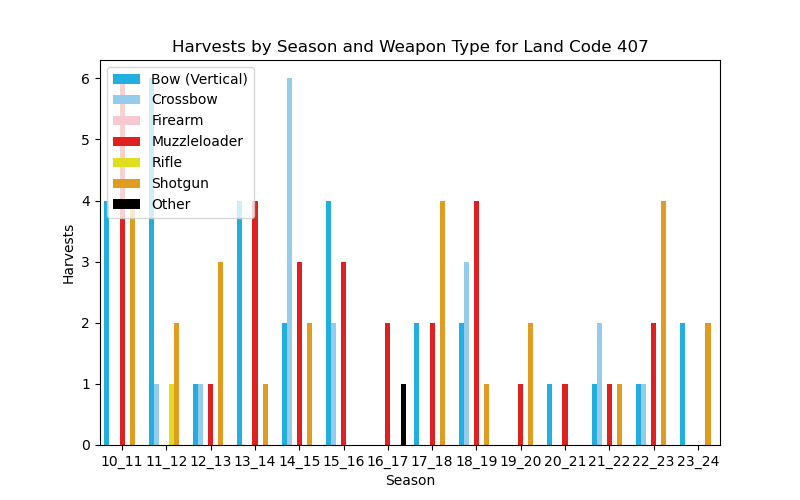 Harvests by Season and Weapon Type for Land Code 407
6
5
4
3
2
1
0
Harvests
Bow (Vertical)
Crossbow
Firearm
Muzzleloader
Rifle
Shotgun
Other
10_11 11_12 12_13 13_14 14_15 15_16 16_17 17_18 18_19 19_20 20_21 21_22 22_23 23_24
Season